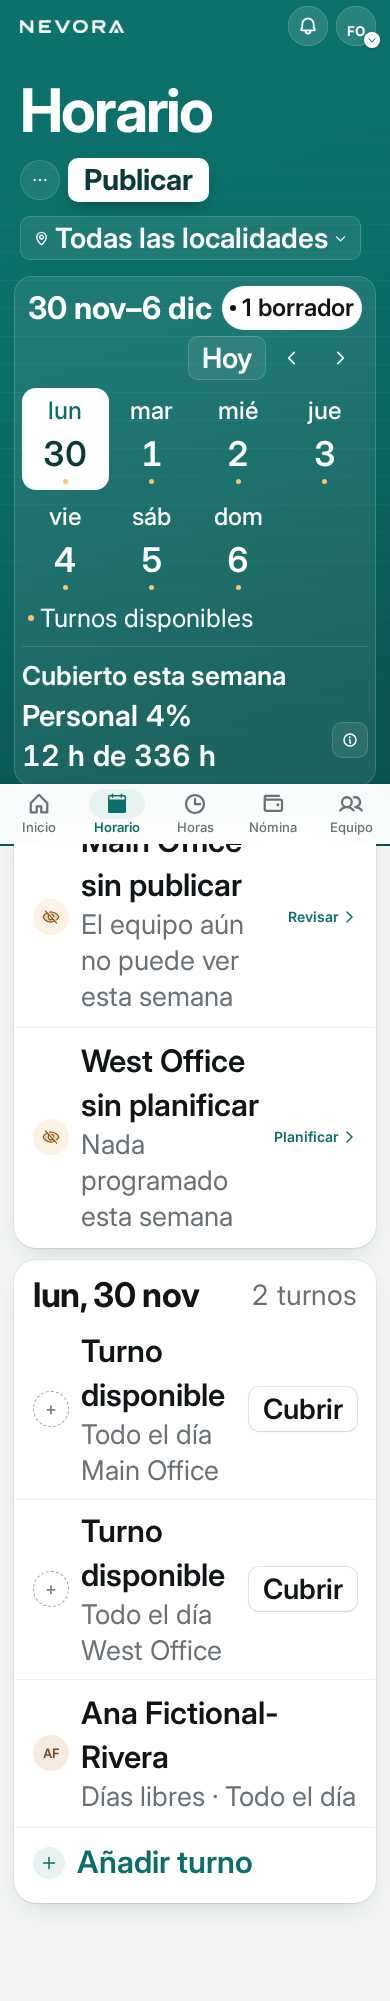 NEVORA
FO
Horario
Publicar
Todas las localidades
30 nov–6 dic
1 borrador
Hoy
lun mar mié jue
30 1 2 3
vie sáb dom
4 5 6
Turnos disponibles
Cubierto esta semana
Personal 4%
12 h de 336 h
Inicio Horario Horas Nómina Equipo
Main Office
sin publicar
El equipo aún
no puede ver
esta semana
Revisar
West Office
sin planificar
Nada
programado
esta semana
Planificar
lun, 30 nov
2 turnos
Turno
disponible
Todo el día
Main Office
Cubrir
Turno
disponible
Todo el día
West Office
Cubrir
AF
Ana Fictional-
Rivera
Días libres · Todo el día
Añadir turno